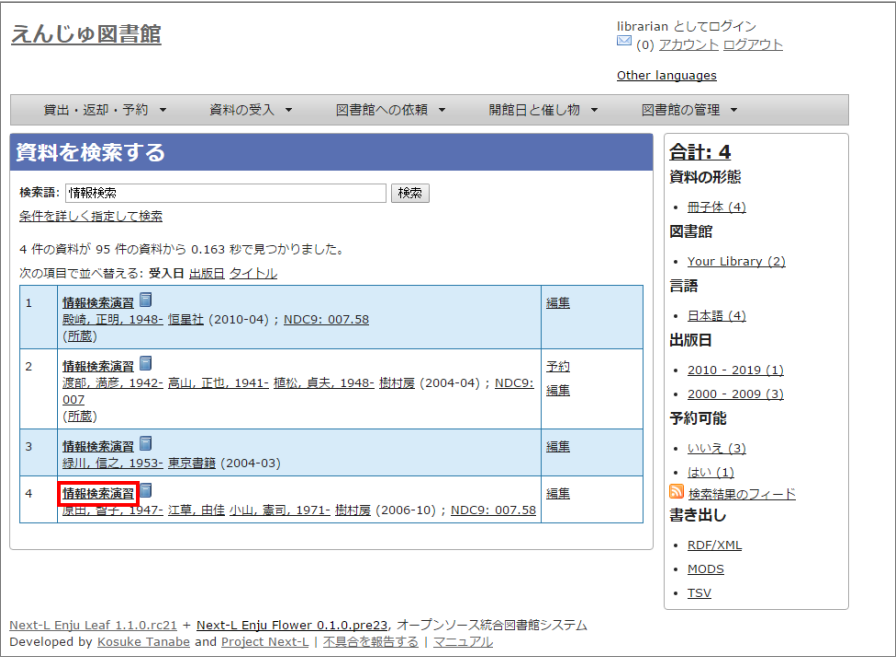 えんじゅ図書館
librarian としてログイン
(0) アカウント ログアウト
Other languages
貸出・返却・予約 ▼ 資料の受入 ▼ 図書館への依頼 ▼ 開館日と催し物 ▼ 図書館の管理 ▼
資料を検索する
検索語: 情報検索 検索
条件を詳しく指定して検索
4 件の資料が 95 件の資料から 0.163 秒で見つかりました。
次の項目で並べ替える: 受入日 出版日 タイトル
1 情報検索演習 編集
殿崎, 正明, 1948- 恒星社 (2010-04) ; NDC9: 007.58
(所蔵)
2 情報検索演習 予約
渡部, 満彦, 1942- 高山, 正也, 1941- 植松, 貞夫, 1948- 樹村房 (2004-04) ; NDC9: 編集
007
(所蔵)
3 情報検索演習 編集
緑川, 信之, 1953- 東京書籍 (2004-03)
4 情報検索演習 編集
原田, 智子, 1947- 江草, 由佳 小山, 憲司, 1971- 樹村房 (2006-10) ; NDC9: 007.58
合計: 4
資料の形態
• 冊子体 (4)
図書館
• Your Library (2)
言語
• 日本語 (4)
出版日
• 2010 - 2019 (1)
• 2000 - 2009 (3)
予約可能
• いいえ (3)
• はい (1)
検索結果のフィード
書き出し
• RDF/XML
• MODS
• TSV
Next-L Enju Leaf 1.1.0.rc21 + Next-L Enju Flower 0.1.0.pre23, オープンソース統合図書館システム
Developed by Kosuke Tanabe and Project Next-L | 不具合を報告する | マニュアル